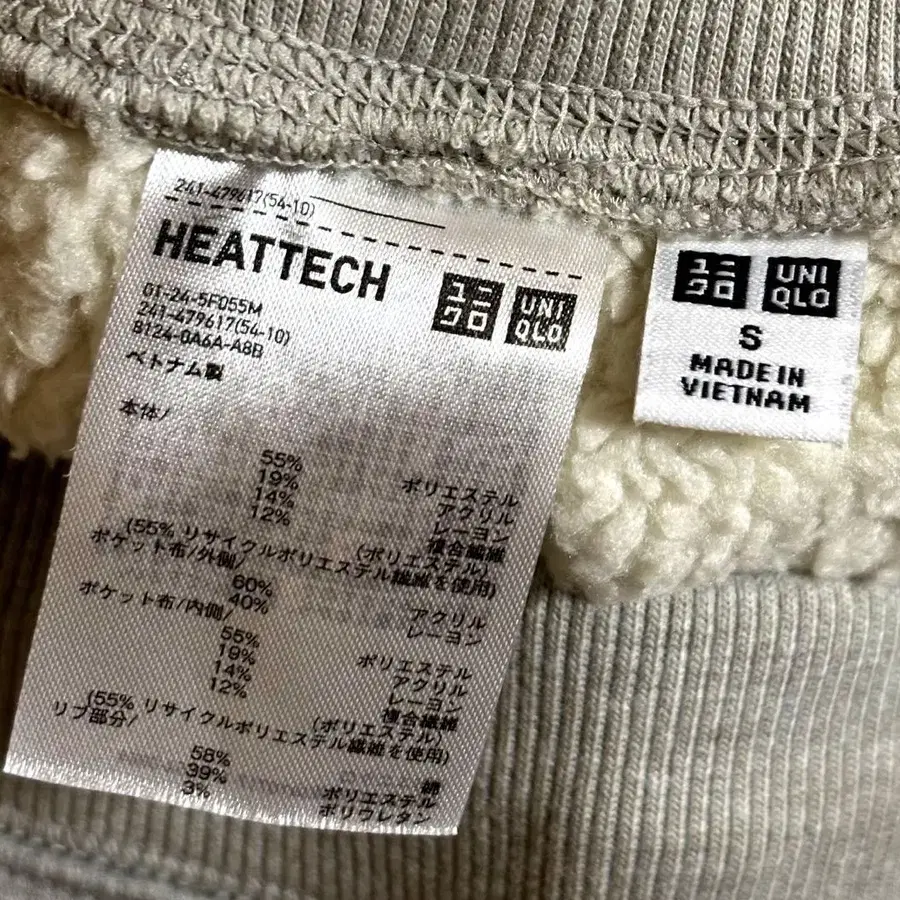 241-479617(54-10)
HEATTECH
ユニ
クロ
UNI
QLO
01-24-5F055M
241-479617(54-10)
8124-0A6A-A8B
ベトナム製
本体/
55% ポリエステル
19% アクリル
14% レーヨン
12% 複合繊維
(ポリエステル)
(55% リサイクルポリエステル繊維を使用)
ポケット布/外側/
60% アクリル
40% レーヨン
ポケット布/内側/
55% ポリエステル
19% アクリル
14% レーヨン
12% 複合繊維
(ポリエステル)
(55% リサイクルポリエステル繊維を使用)
リブ部分/
58% 綿
39% ポリエステル
3% ポリウレタン
ユニ
クロ
UNI
QLO
S
MADE IN
VIETNAM